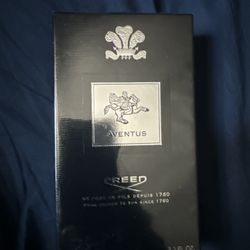 AVENTUS
CREED
DE PÈRE EN FILS DEPUIS 1760
FROM FATHER TO SON SINCE 1760